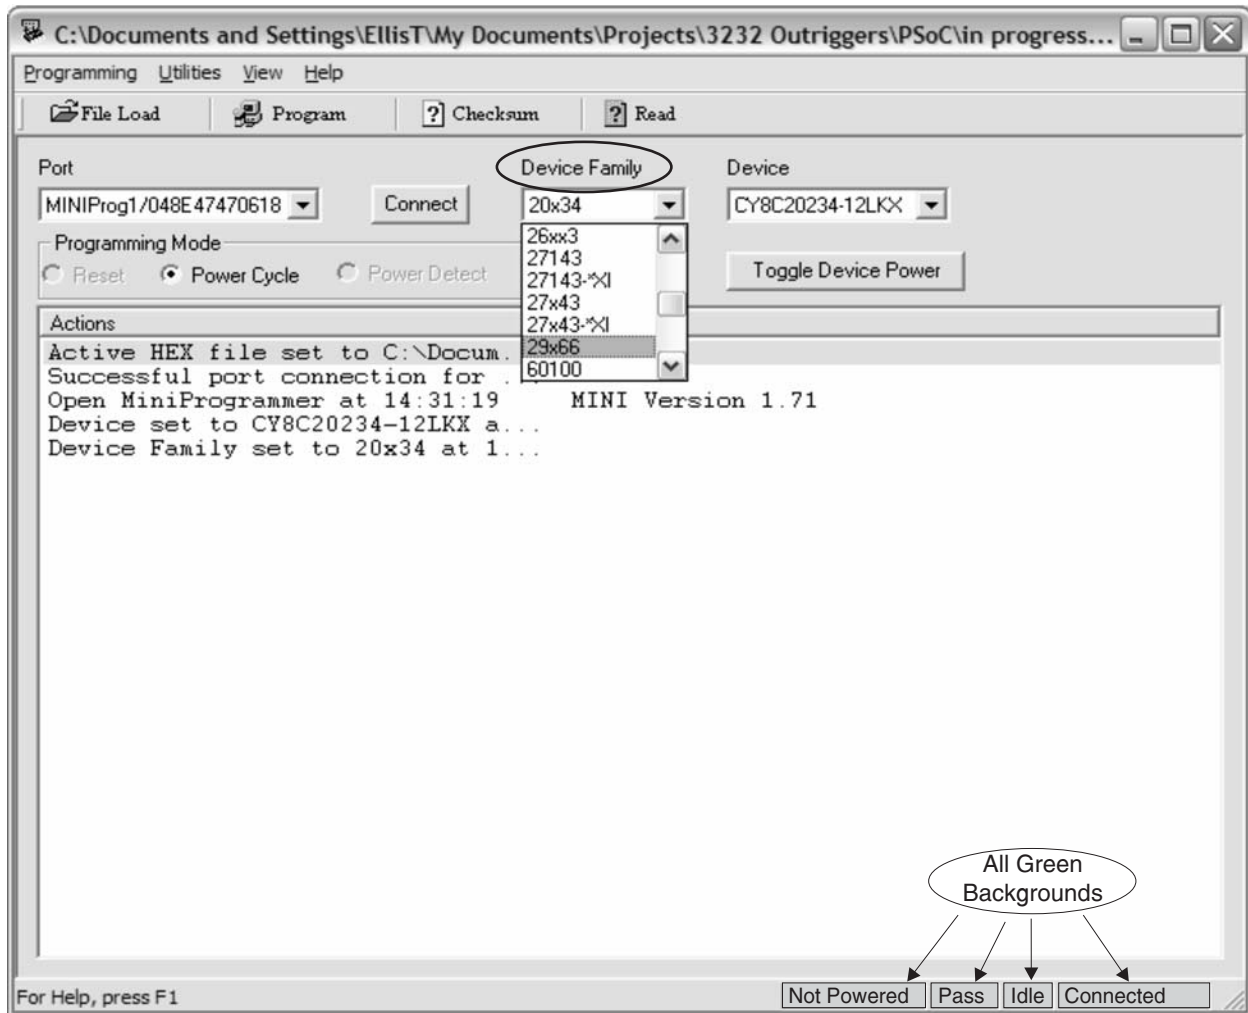 C:\Documents and Settings\EllisT\My Documents\Projects\3232 Outriggers\PSoC\in progress...
Programming Utilities View Help
File Load Program Checksum Read
Port Device Family Device
MINIProg1/048E47470618 Connect 20x34 CY8C20234-12LKX
26xx3
27143
27143-*XI
27x43
27x43-*XI
29x66
60100
Programming Mode
Reset Power Cycle Power Detect Toggle Device Power
Actions
Active HEX file set to C:\Docum.
Successful port connection for ...
Open MiniProgrammer at 14:31:19 MINI Version 1.71
Device set to CY8C20234-12LKX a...
Device Family set to 20x34 at 1...
All Green
Backgrounds
For Help, press F1 Not Powered Pass Idle Connected